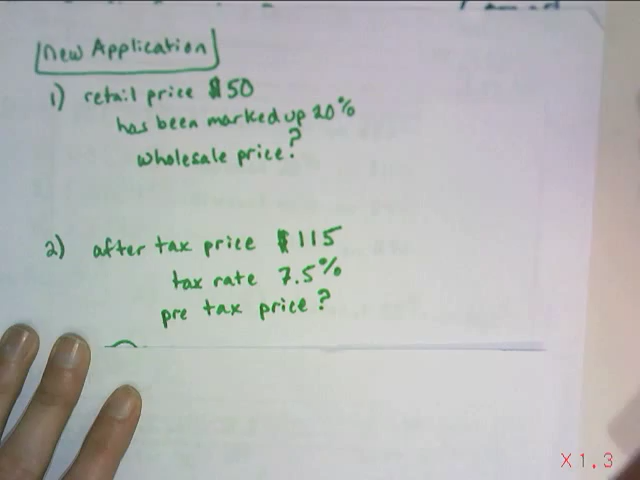 new Application
1) retail price $50
has been marked up 20%
wholesale price?
2) after tax price $115
tax rate 7.5%
pre tax price?
X1.3